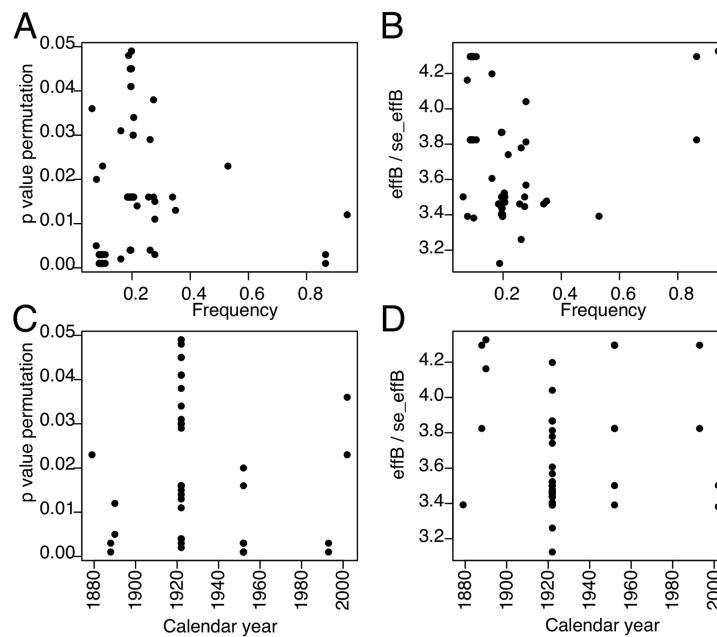 A
p value permutation
0.05
0.04
0.03
0.02
0.01
0.00
0.2 0.4 0.6 0.8
Frequency
B
effB / se_effB
4.2
4.0
3.8
3.6
3.4
3.2
0.2 0.4 0.6 0.8
Frequency
C
p value permutation
0.05
0.04
0.03
0.02
0.01
0.00
1880 1900 1920 1940 1960 1980 2000
Calendar year
D
effB / se_effB
4.2
4.0
3.8
3.6
3.4
3.2
1880 1900 1920 1940 1960 1980 2000
Calendar year